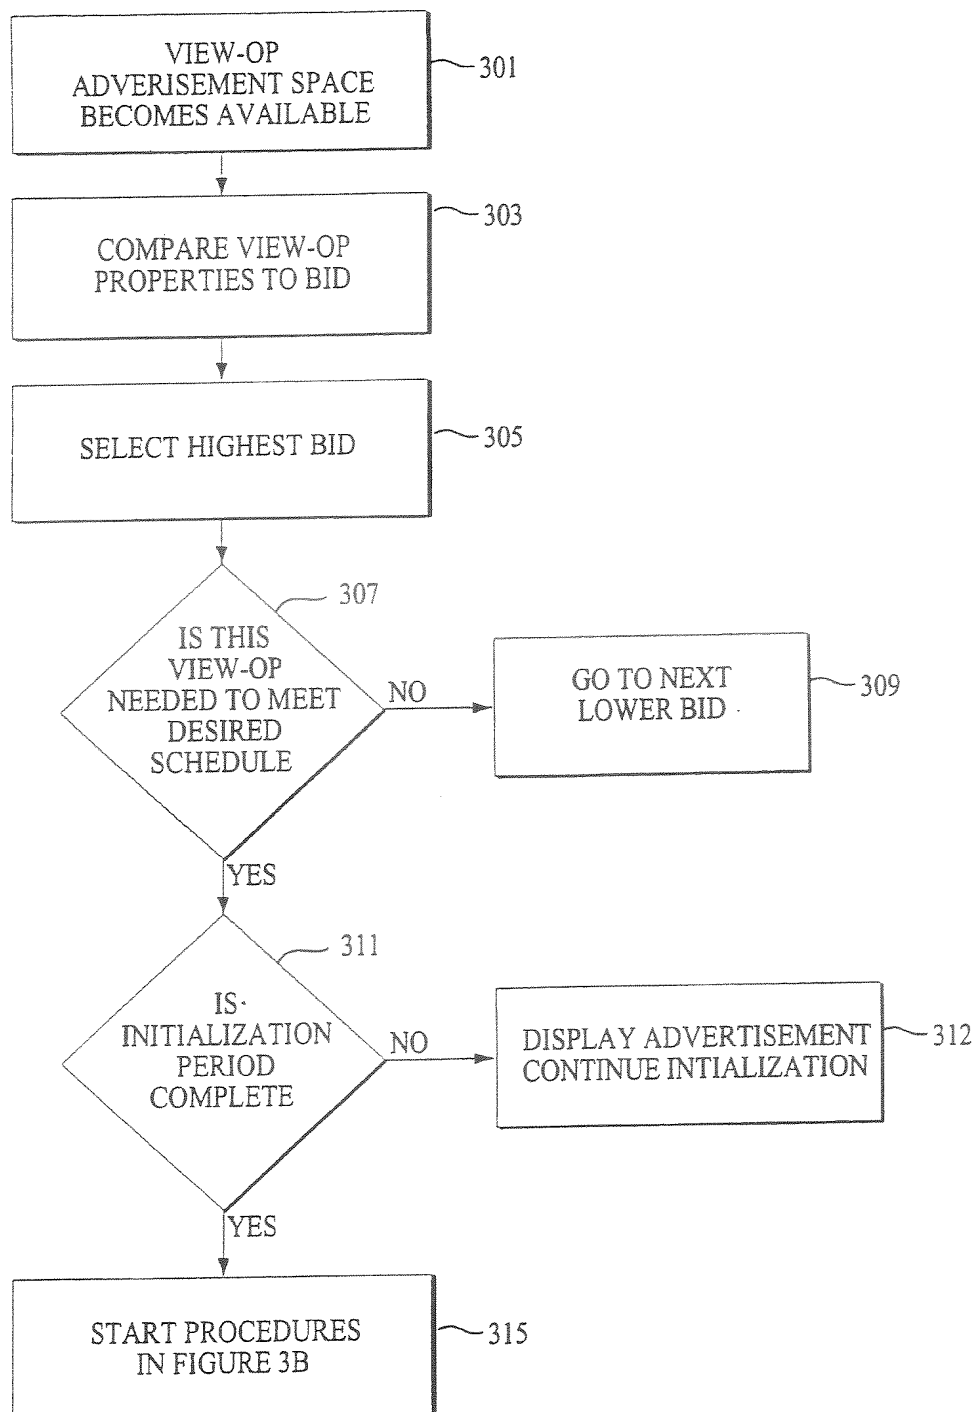 VIEW-OP
ADVERISEMENT SPACE
BECOMES AVAILABLE
301
COMPARE VIEW-OP
PROPERTIES TO BID
303
SELECT HIGHEST BID
305
307
IS THIS
VIEW-OP
NEEDED TO MEET
DESIRED
SCHEDULE
NO
GO TO NEXT
LOWER BID
309
YES
311
IS
INITIALIZATION
PERIOD
COMPLETE
NO
DISPLAY ADVERTISEMENT
CONTINUE INTIALIZATION
312
YES
START PROCEDURES
IN FIGURE 3B
315